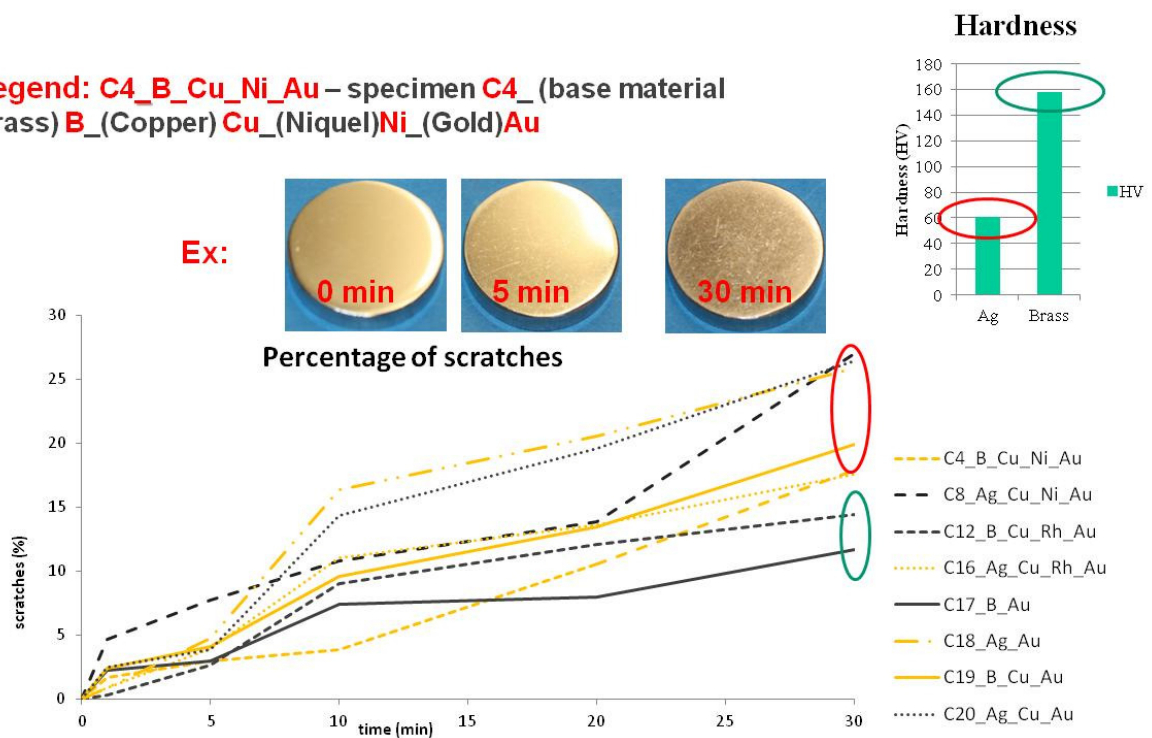 Hardness
egend: C4_B_Cu_Ni_Au – specimen C4_ (base material
rass) B_(Copper) Cu_(Niquel)Ni_(Gold)Au
Hardness (HV)
180
160
140
120
100
80
60
40
20
0
Ag Brass
HV
Ex:
0 min 5 min 30 min
Percentage of scratches
scratches (%)
30
25
20
15
10
5
0
0 5 10 15 20 25 30
time (min)
C4_B_Cu_Ni_Au
C8_Ag_Cu_Ni_Au
C12_B_Cu_Rh_Au
C16_Ag_Cu_Rh_Au
C17_B_Au
C18_Ag_Au
C19_B_Cu_Au
C20_Ag_Cu_Au